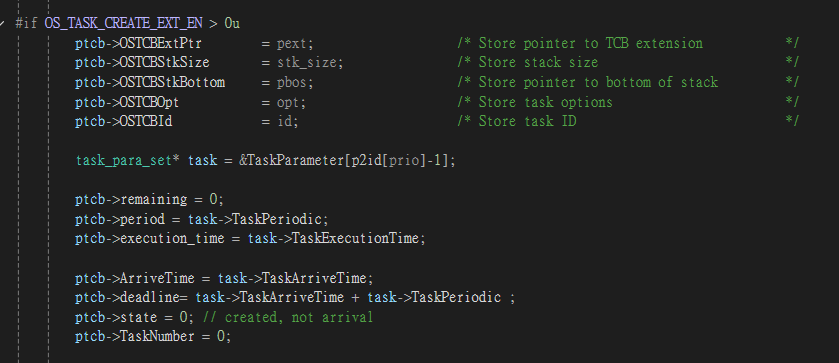 #if OS_TASK_CREATE_EXT_EN > 0u
ptcb->OSTCBExtPtr = pext; /* Store pointer to TCB extension */
ptcb->OSTCBStkSize = stk_size; /* Store stack size */
ptcb->OSTCBStkBottom = pbos; /* Store pointer to bottom of stack */
ptcb->OSTCBOpt = opt; /* Store task options */
ptcb->OSTCBId = id; /* Store task ID */
task_para_set* task = &TaskParameter[p2id[prio]-1];
ptcb->remaining = 0;
ptcb->period = task->TaskPeriodic;
ptcb->execution_time = task->TaskExecutionTime;
ptcb->ArriveTime = task->TaskArriveTime;
ptcb->deadline= task->TaskArriveTime + task->TaskPeriodic ;
ptcb->state = 0; // created, not arrival
ptcb->TaskNumber = 0;